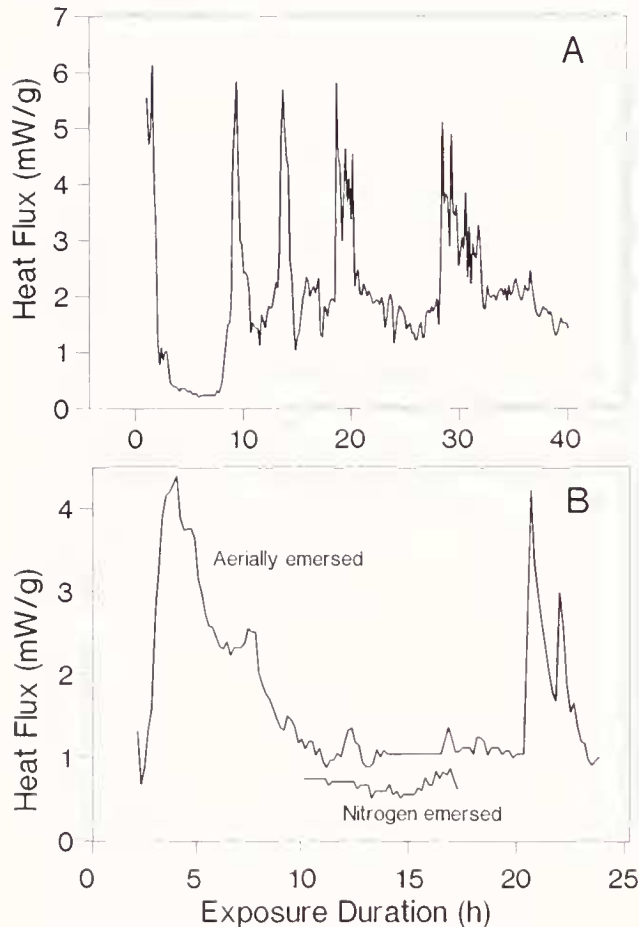 7
A
6
5
4
3
2
1
0
Heat Flux (mW/g)
0 10 20 30 40
B
4
Aerially emersed
3
2
1
Nitrogen emersed
0
Heat Flux (mW/g)
0 5 10 15 20 25
Exposure Duration (h)